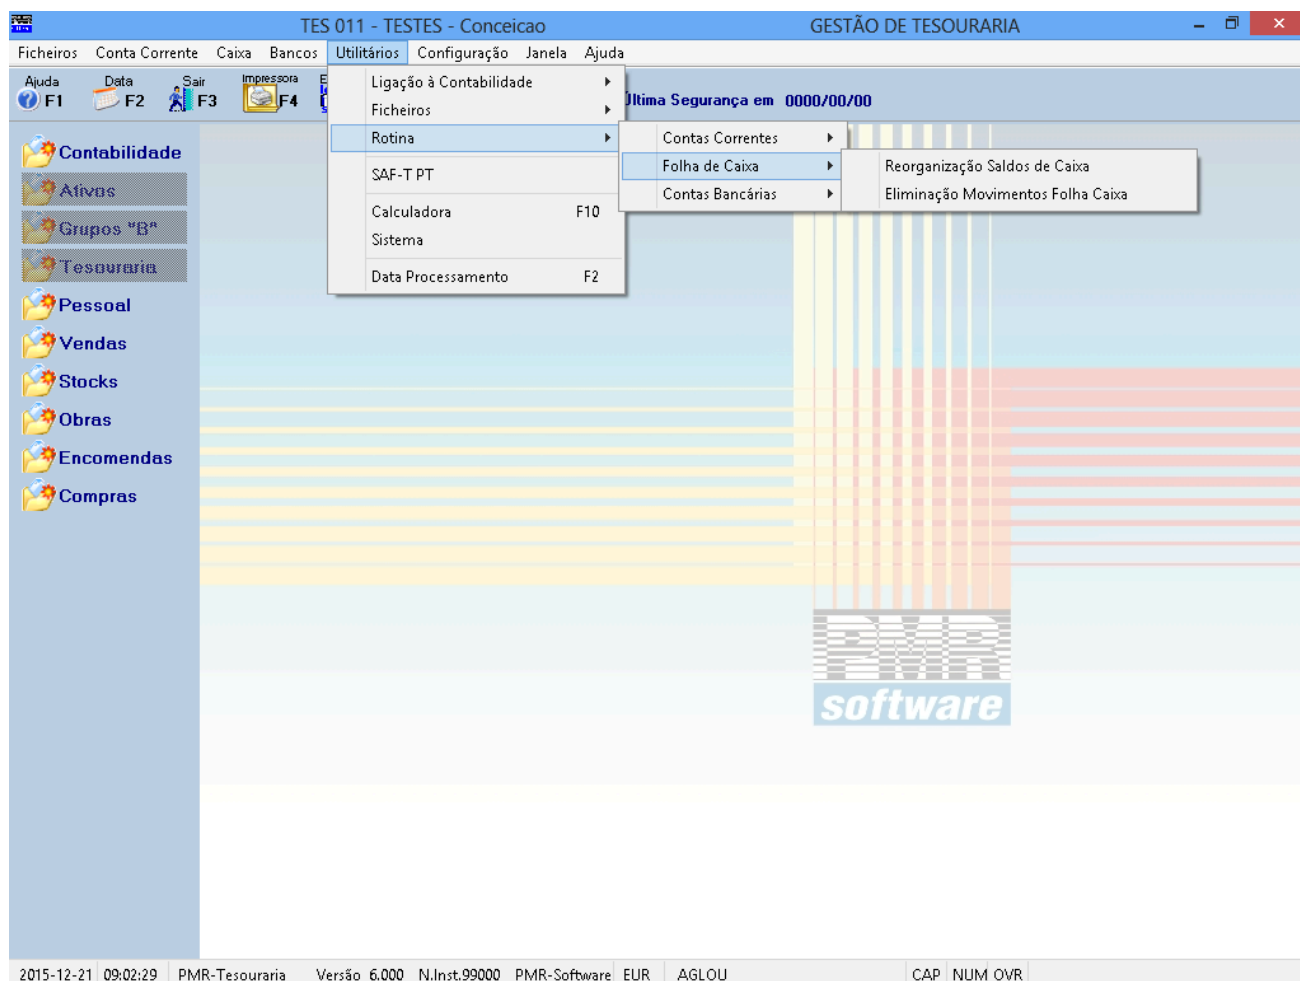 TES 011 - TESTES - Conceicao GESTÃO DE TESOURARIA
Ficheiros Conta Corrente Caixa Bancos Utilitários Configuração Janela Ajuda
Ajuda F1 Data F2 Sair F3 Impressora F4
Última Segurança em 0000/00/00
Ligação à Contabilidade
Ficheiros
Rotina
SAF-T PT
Calculadora F10
Sistema
Data Processamento F2
Contas Correntes
Folha de Caixa
Contas Bancárias
Reorganização Saldos de Caixa
Eliminação Movimentos Folha Caixa
Contabilidade
Ativos
Grupos "B"
Tesouraria
Pessoal
Vendas
Stocks
Obras
Encomendas
Compras
PMR
software
2015-12-21 09:02:29 PMR-Tesouraria Versão 6.000 N.Inst.99000 PMR-Software EUR AGLOU CAP NUM OVR